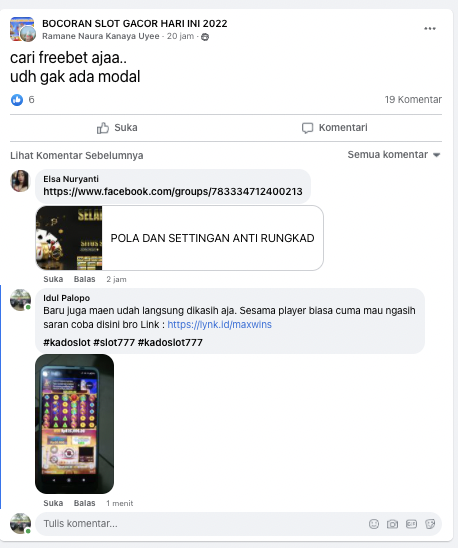 BOCORAN SLOT GACOR HARI INI 2022
Ramane Naura Kanaya Uyee · 20 jam ·
cari freebet ajaa..
udh gak ada modal
6
19 Komentar
Suka
Komentari
Lihat Komentar Sebelumnya
Semua komentar
Elsa Nuryanti
https://www.facebook.com/groups/783334712400213
POLA DAN SETTINGAN ANTI RUNGKAD
Suka Balas 2 jam
Idul Palopo
Baru juga maen udah langsung dikasih aja. Sesama player biasa cuma mau ngasih
saran coba disini bro Link : https://lynk.id/maxwins
#kadoslot #slot777 #kadoslot777
Suka Balas 1 menit
Tulis komentar...